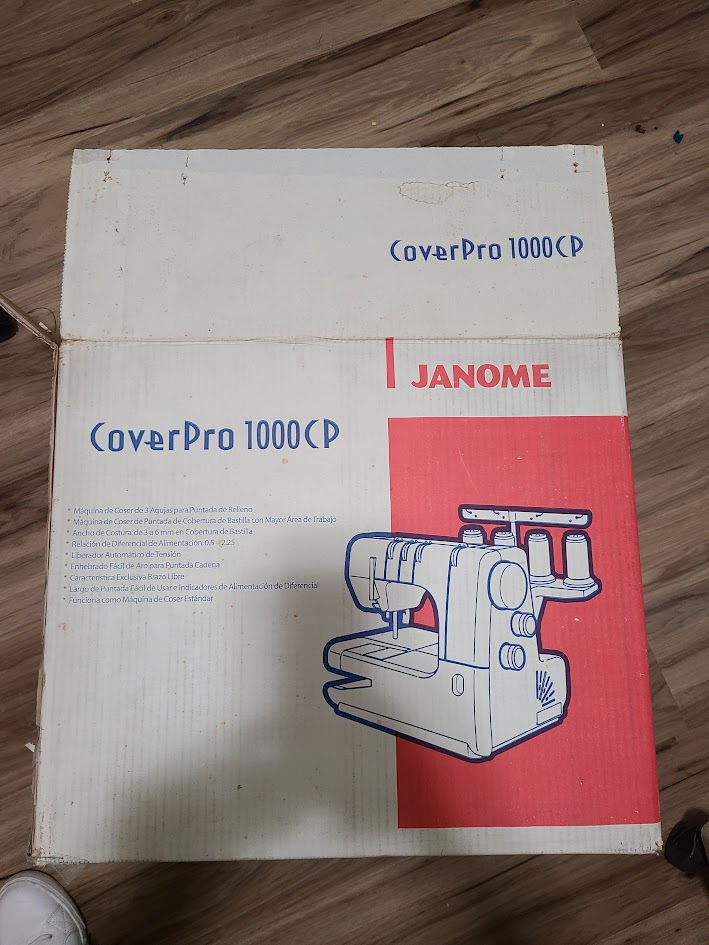 CoverPro 1000CP
JANOME
CoverPro 1000CP
* Máquina de Coser de 3 Agujas para Puntada de Relleno
* Máquina de Coser de Puntada de Cobertura de Bastilla con Mayor Área de Trabajo
* Ancho de Costura: de 3 a 6 mm en Cobertura de Bastilla
* Relación de Diferencial de Alimentación: 0.5 - 2.25
* Liberador Automático de Tensión
* Enhebrado Fácil de Aro para Puntada Cadena
* Característica Exclusiva Brazo Libre
* Largo de Puntada Fácil de Usar e Indicadores de Alimentación de Diferencial
* Funciona como Máquina de Coser Estándar